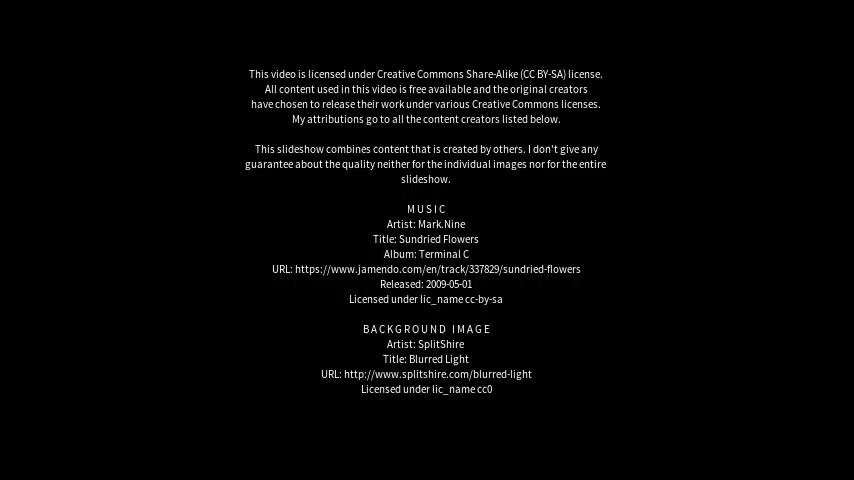 This video is licensed under Creative Commons Share-Alike (CC BY-SA) license.
All content used in this video is free available and the original creators
have chosen to release their work under various Creative Commons licenses.
My attributions go to all the content creators listed below.
This slideshow combines content that is created by others. I don't give any
guarantee about the quality neither for the individual images nor for the entire
slideshow.
MUSIC
Artist: Mark.Nine
Title: Sundried Flowers
Album: Terminal C
URL: https://www.jamendo.com/en/track/337829/sundried-flowers
Released: 2009-05-01
Licensed under lic_name cc-by-sa
BACKGROUND IMAGE
Artist: SplitShire
Title: Blurred Light
URL: http://www.splitshire.com/blurred-light
Licensed under lic_name cc0